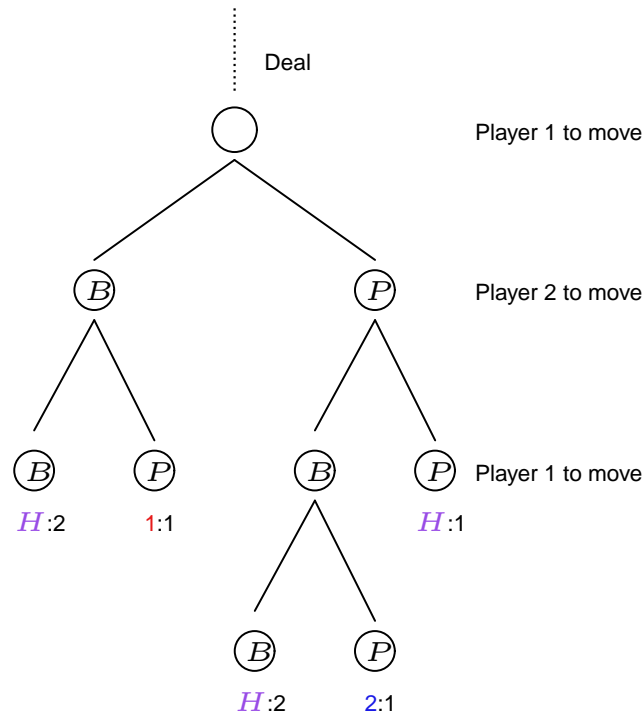 Deal
Player 1 to move
B
P
Player 2 to move
B
P
B
P
Player 1 to move
H:2
1:1
H:1
B
P
H:2
2:1